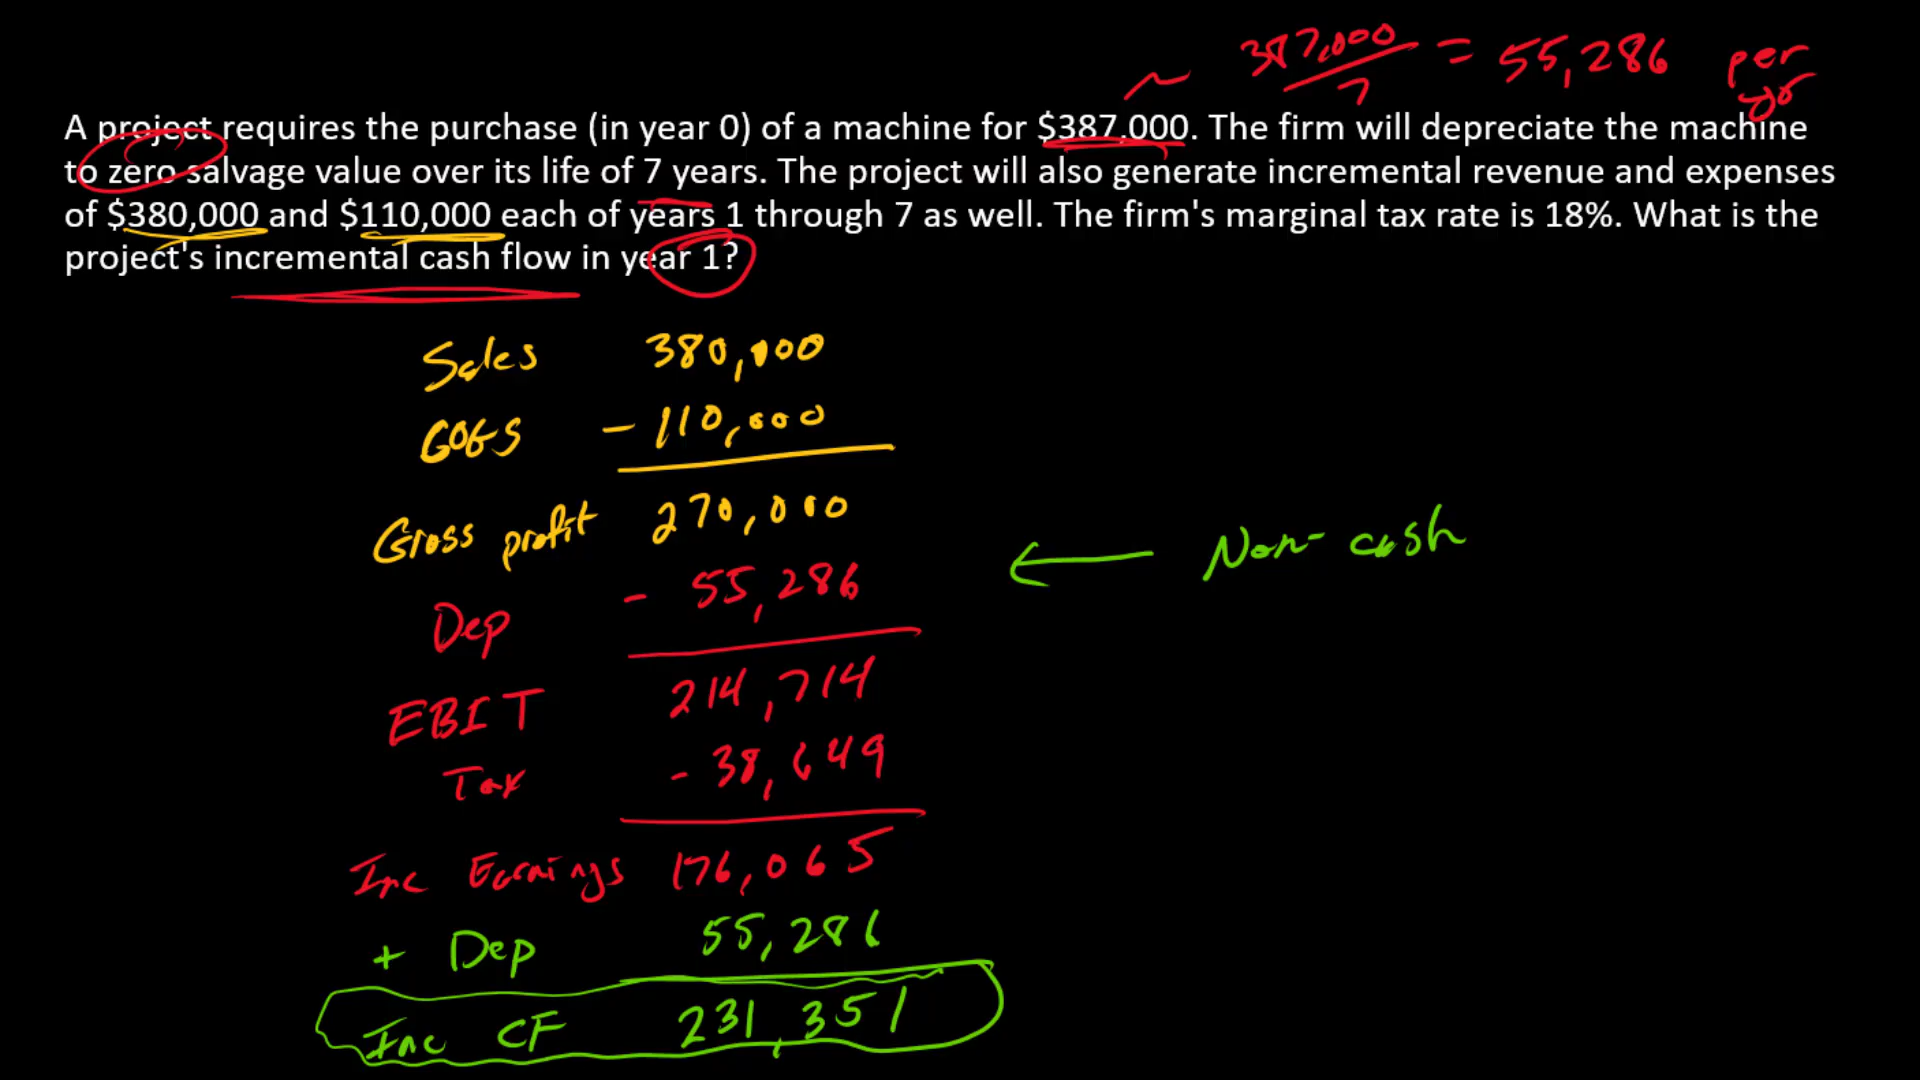 387,000 / 7 = 55,286 per yr
A project requires the purchase (in year 0) of a machine for $387,000. The firm will depreciate the machine
to zero salvage value over its life of 7 years. The project will also generate incremental revenue and expenses
of $380,000 and $110,000 each of years 1 through 7 as well. The firm's marginal tax rate is 18%. What is the
project's incremental cash flow in year 1?
Sales 380,000
COGS - 110,000
Gross profit 270,000
Dep - 55,286 ← Non-cash
EBIT 214,714
Tax - 38,649
Inc Earnings 176,065
+ Dep 55,286
Inc CF 231,351